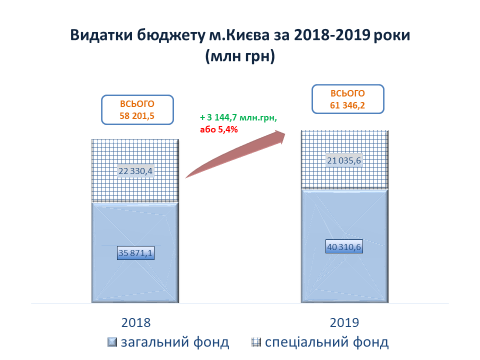 Видатки бюджету м.Києва за 2018-2019 роки
(млн грн)
ВСЬОГО
58 201,5
ВСЬОГО
61 346,2
+ 3 144,7 млн.грн,
або 5,4%
22 330,4
21 035,6
35 871,1
40 310,6
2018
2019
загальний фонд
спеціальний фонд